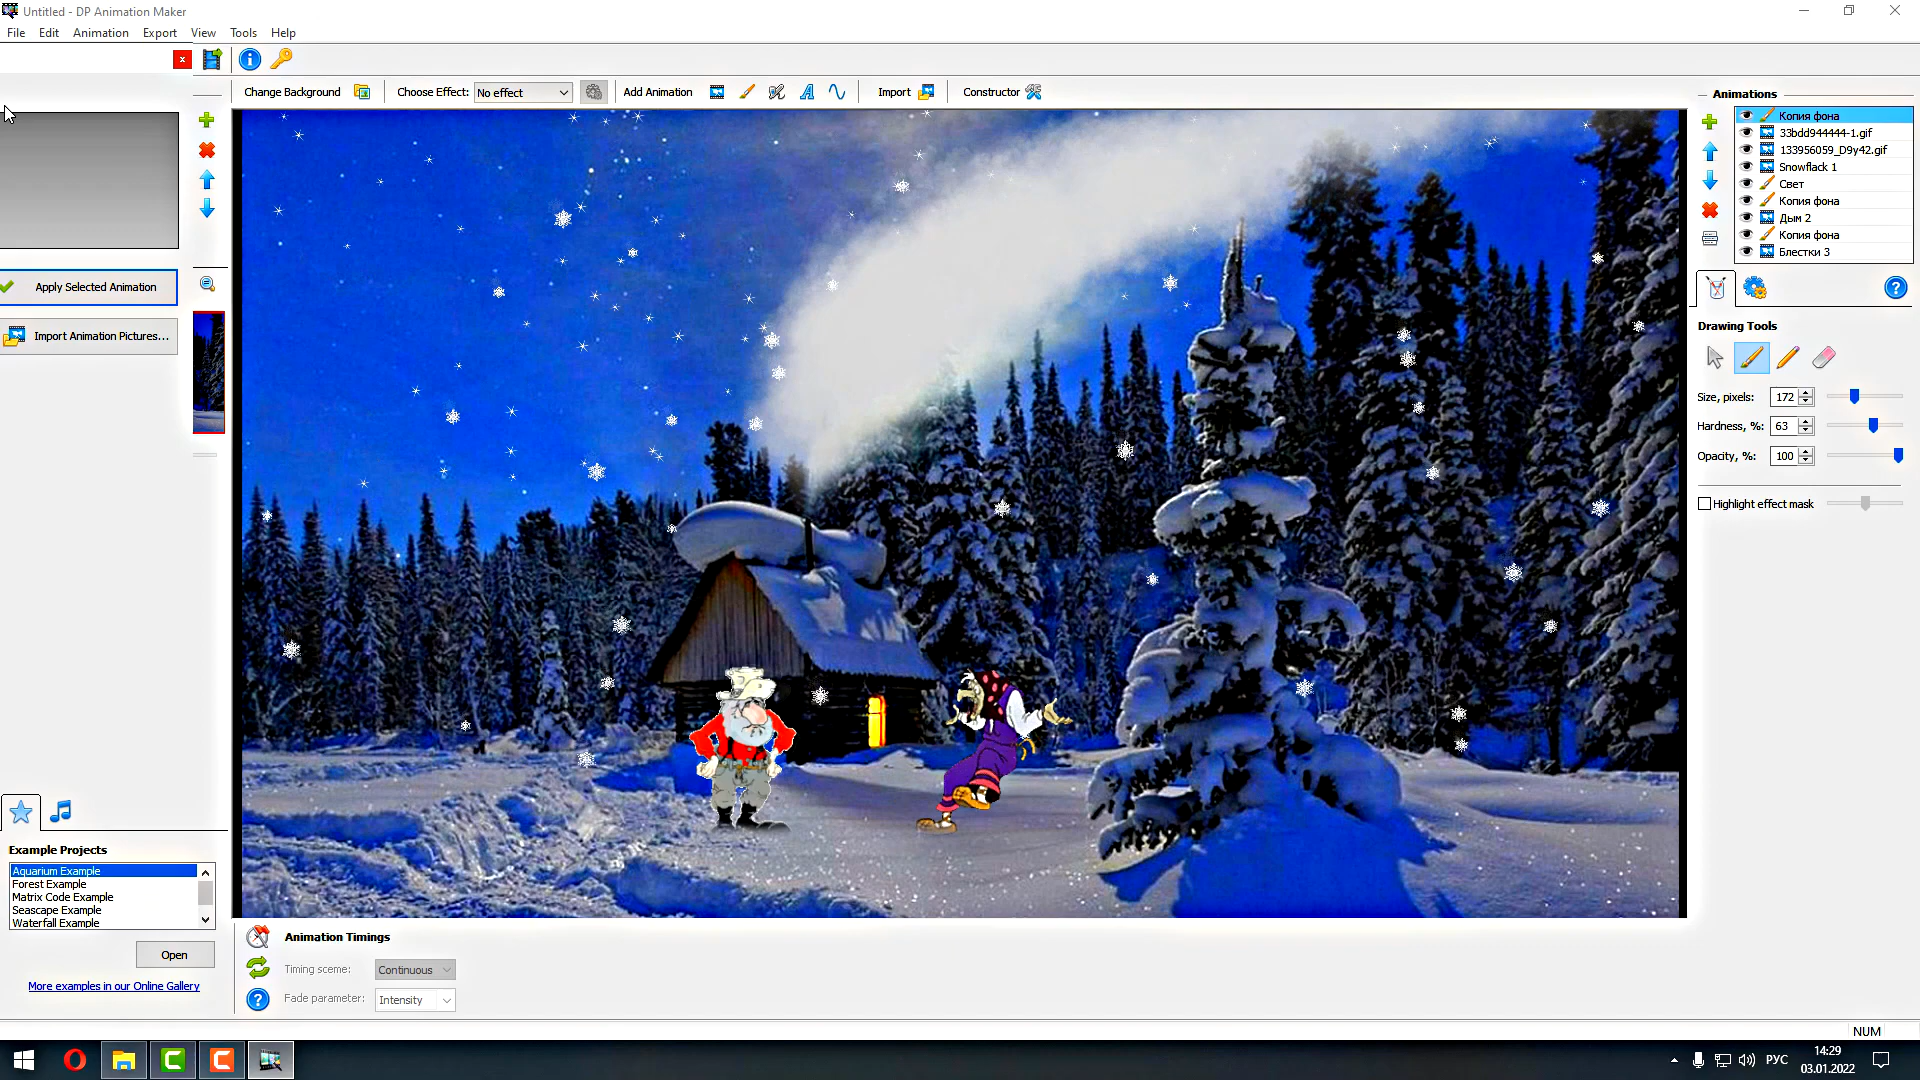 Untitled - DP Animation Maker
File Edit Animation Export View Tools Help
Change Background Choose Effect: No effect Add Animation Import Constructor
Animations
Копия фона
33bdd944444-1.gif
133956059_D9y42.gif
Snowflack 1
Свет
Копия фона
Дым 2
Копия фона
Блестки 3
Apply Selected Animation
Import Animation Pictures...
Drawing Tools
Size, pixels: 172
Hardness, %: 63
Opacity, %: 100
Highlight effect mask
Example Projects
Aquarium Example
Forest Example
Matrix Code Example
Seascape Example
Waterfall Example
Open
More examples in our Online Gallery
Animation Timings
Timing sceme: Continuous
Fade parameter: Intensity
NUM
РУС
14:29
03.01.2022